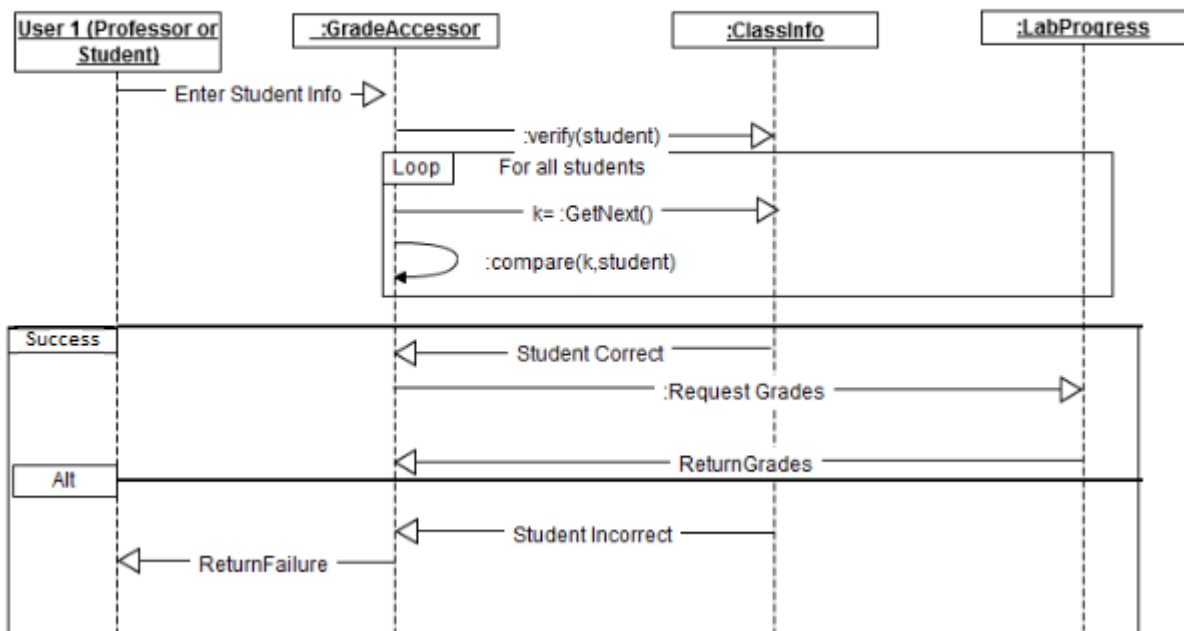 User 1 (Professor or
Student)
:GradeAccessor
:ClassInfo
:LabProgress
Enter Student Info
:verify(student)
Loop
For all students
k= :GetNext()
:compare(k,student)
Success
Student Correct
:Request Grades
ReturnGrades
Alt
Student Incorrect
ReturnFailure